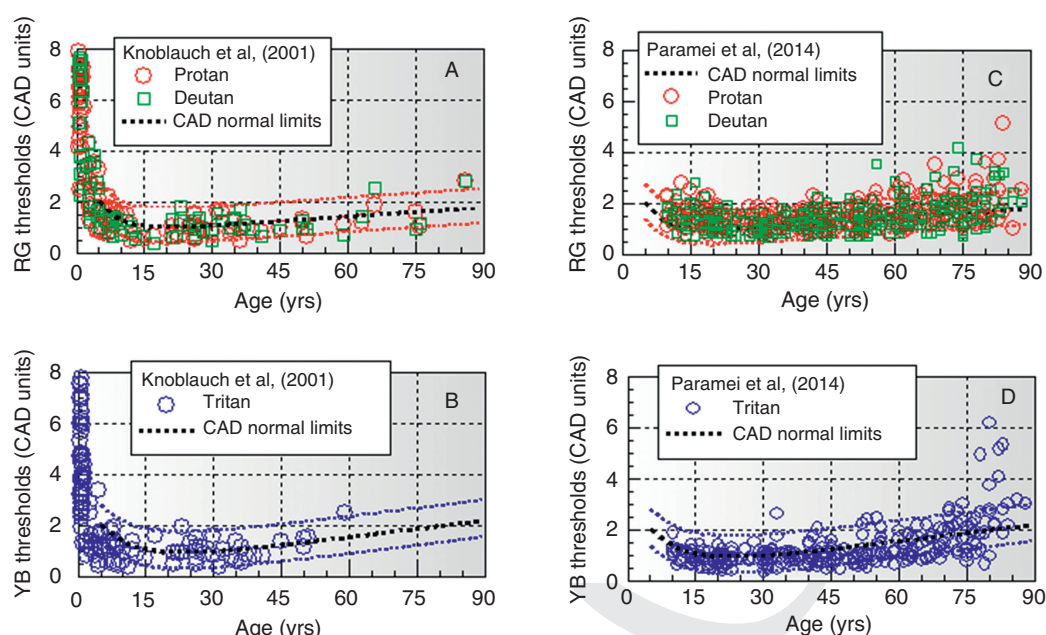 RG thresholds (CAD units)
8
6
4
2
0
Knoblauch et al, (2001)
Protan
Deutan
CAD normal limits
A
0 15 30 45 60 75 90
Age (yrs)
RG thresholds (CAD units)
8
6
4
2
0
Paramei et al, (2014)
CAD normal limits
Protan
Deutan
C
0 15 30 45 60 75 90
Age (yrs)
YB thresholds (CAD units)
8
6
4
2
0
Knoblauch et al, (2001)
Tritan
CAD normal limits
B
0 15 30 45 60 75 90
Age (yrs)
YB thresholds (CAD units)
8
6
4
2
0
Paramei et al, (2014)
Tritan
CAD normal limits
D
0 15 30 45 60 75 90
Age (yrs)